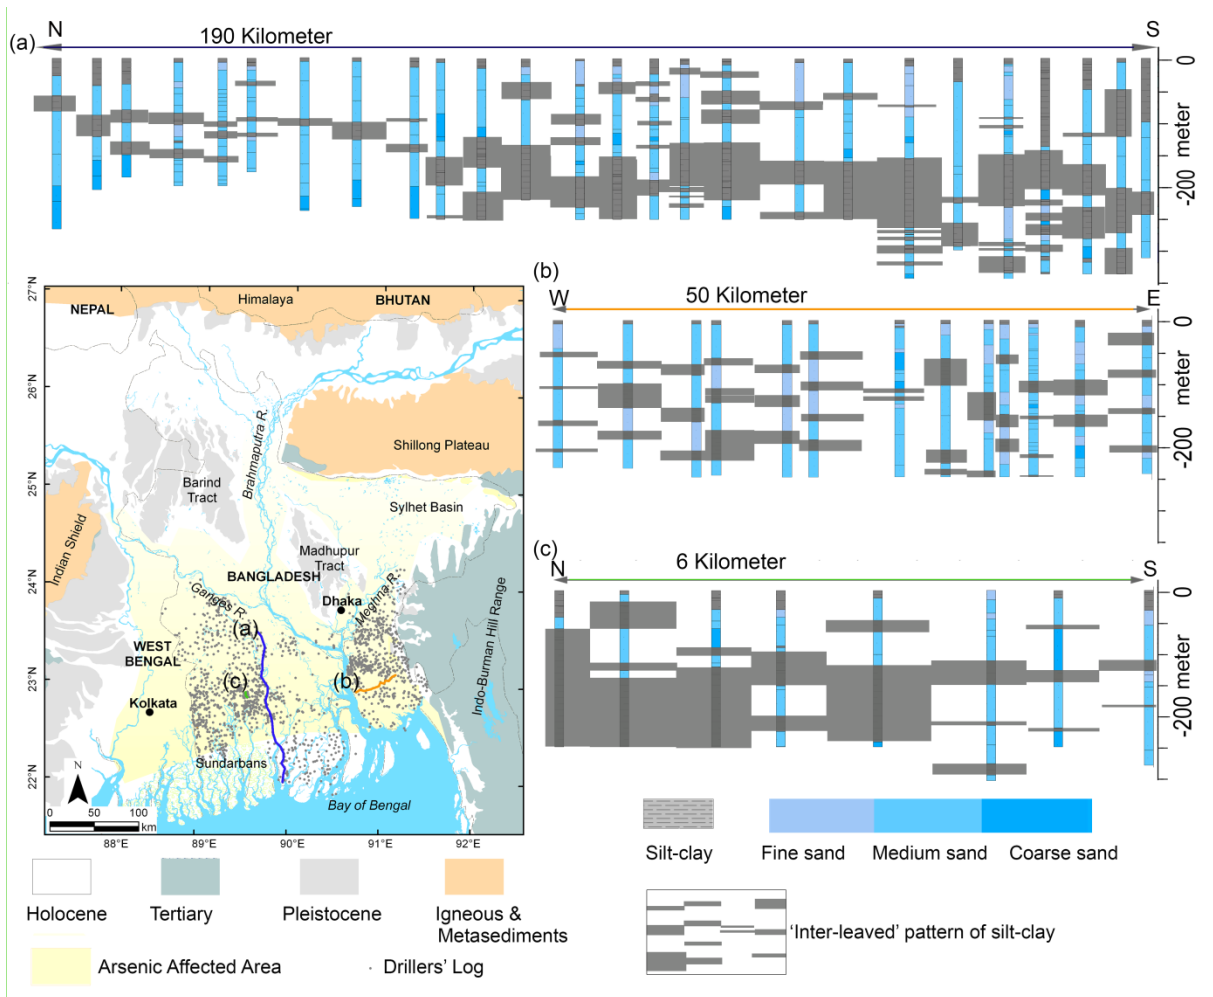 (a)
N
190 Kilometer
S
0
meter
200
(b)
W
50 Kilometer
E
0
meter
-200
(c)
N
6 Kilometer
S
0
meter
-200
27°N
26°N
25°N
24°N
23°N
22°N
NEPAL
Himalaya
BHUTAN
Brahmaputra R.
Shillong Plateau
Barind
Tract
Sylhet Basin
Indian Shield
Madhupur
Tract
BANGLADESH
Ganges R.
Dhaka
Meghna R.
(a)
WEST
BENGAL
(c)
(b)
Kolkata
Indo-Burman Hill Range
Sundarbans
N
Bay of Bengal
0 50 100
km
88°E 89°E 90°E 91°E 92°E
Silt-clay
Fine sand
Medium sand
Coarse sand
Holocene
Tertiary
Pleistocene
Igneous &
Metasediments
'Inter-leaved' pattern of silt-clay
Arsenic Affected Area
Drillers' Log